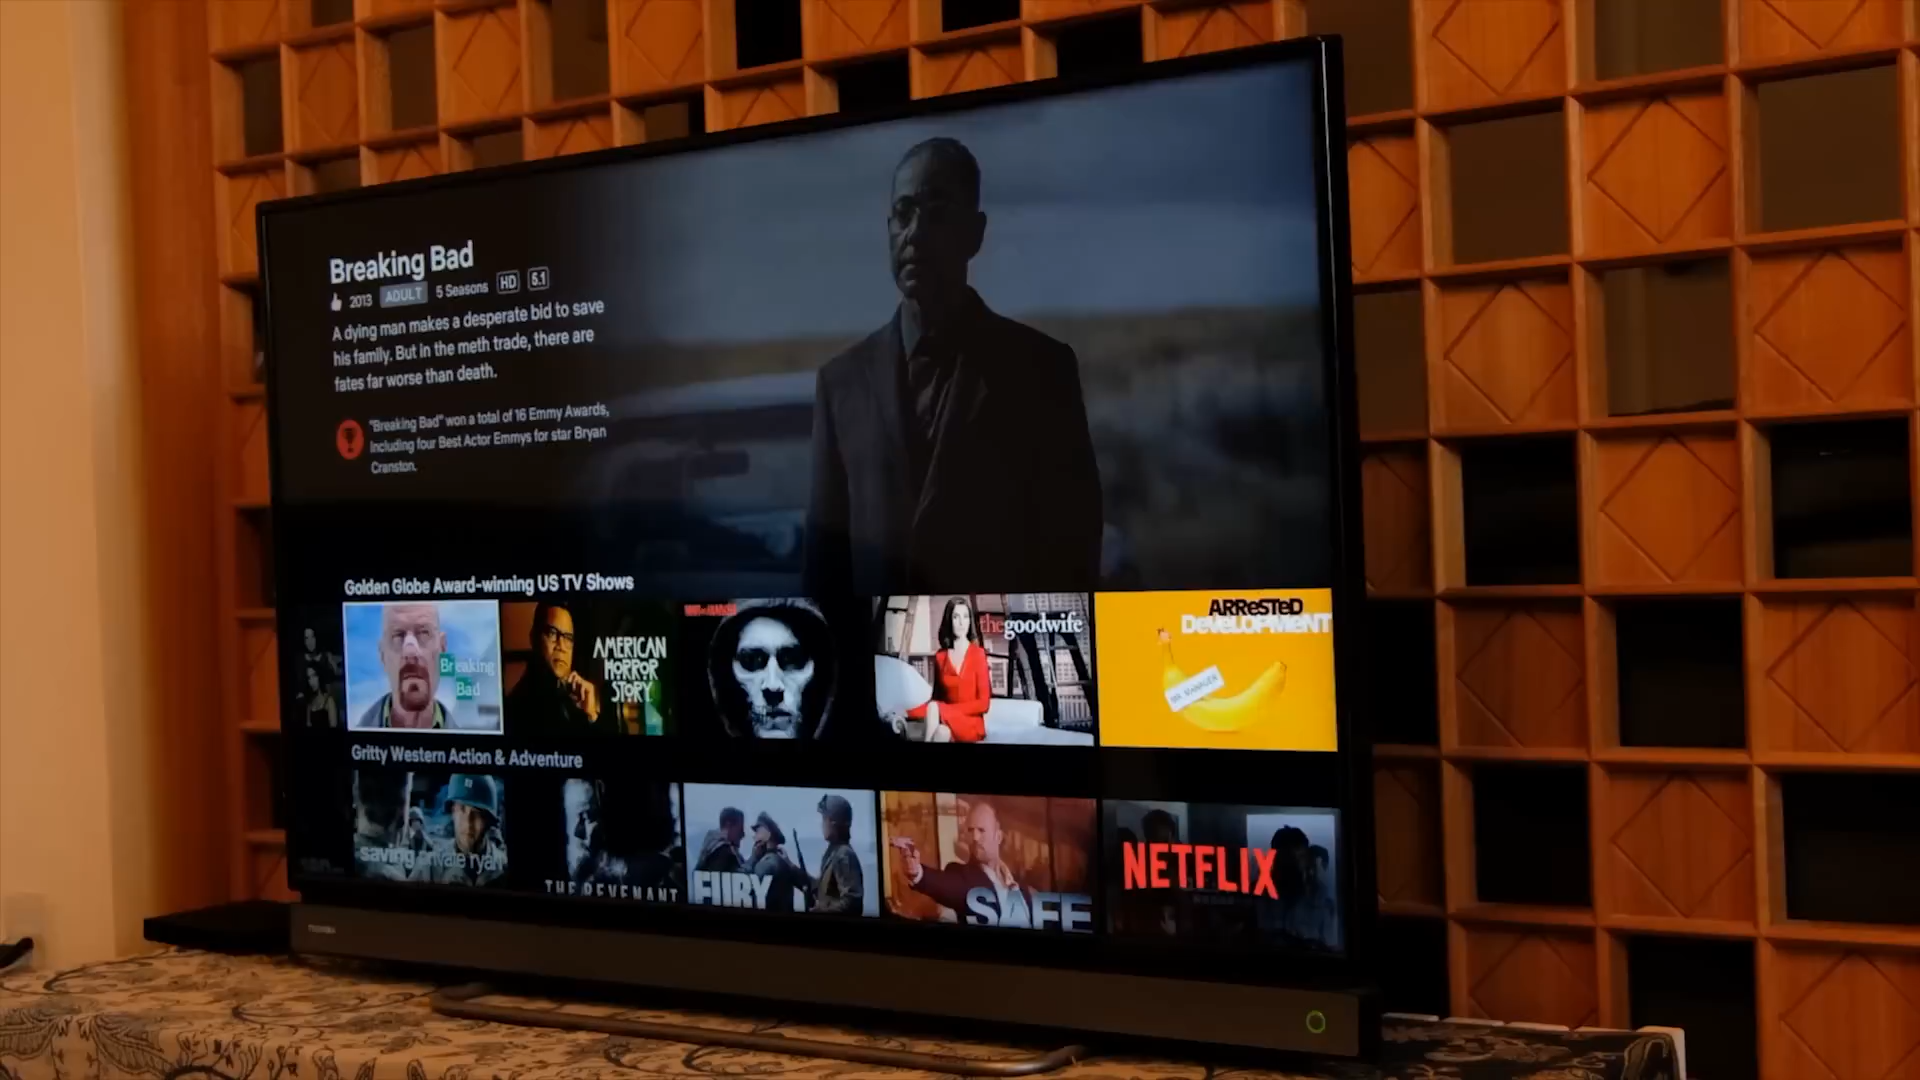 Breaking Bad
2013 ADULT 5 Seasons HD 5.1
A dying man makes a desperate bid to save
his family. But in the meth trade, there are
fates far worse than death.
"Breaking Bad" won a total of 16 Emmy Awards,
including four Best Actor Emmys for star Bryan
Cranston.
Golden Globe Award-winning US TV Shows
Breaking
Bad
AMERICAN
HORROR
STORY
thegoodwife
ARReSTeD
DeVeLOPMeNT
MR. MANAGER
Gritty Western Action & Adventure
saving private ryan
THE REVENANT
FURY
SAFE
NETFLIX
TOSHIBA